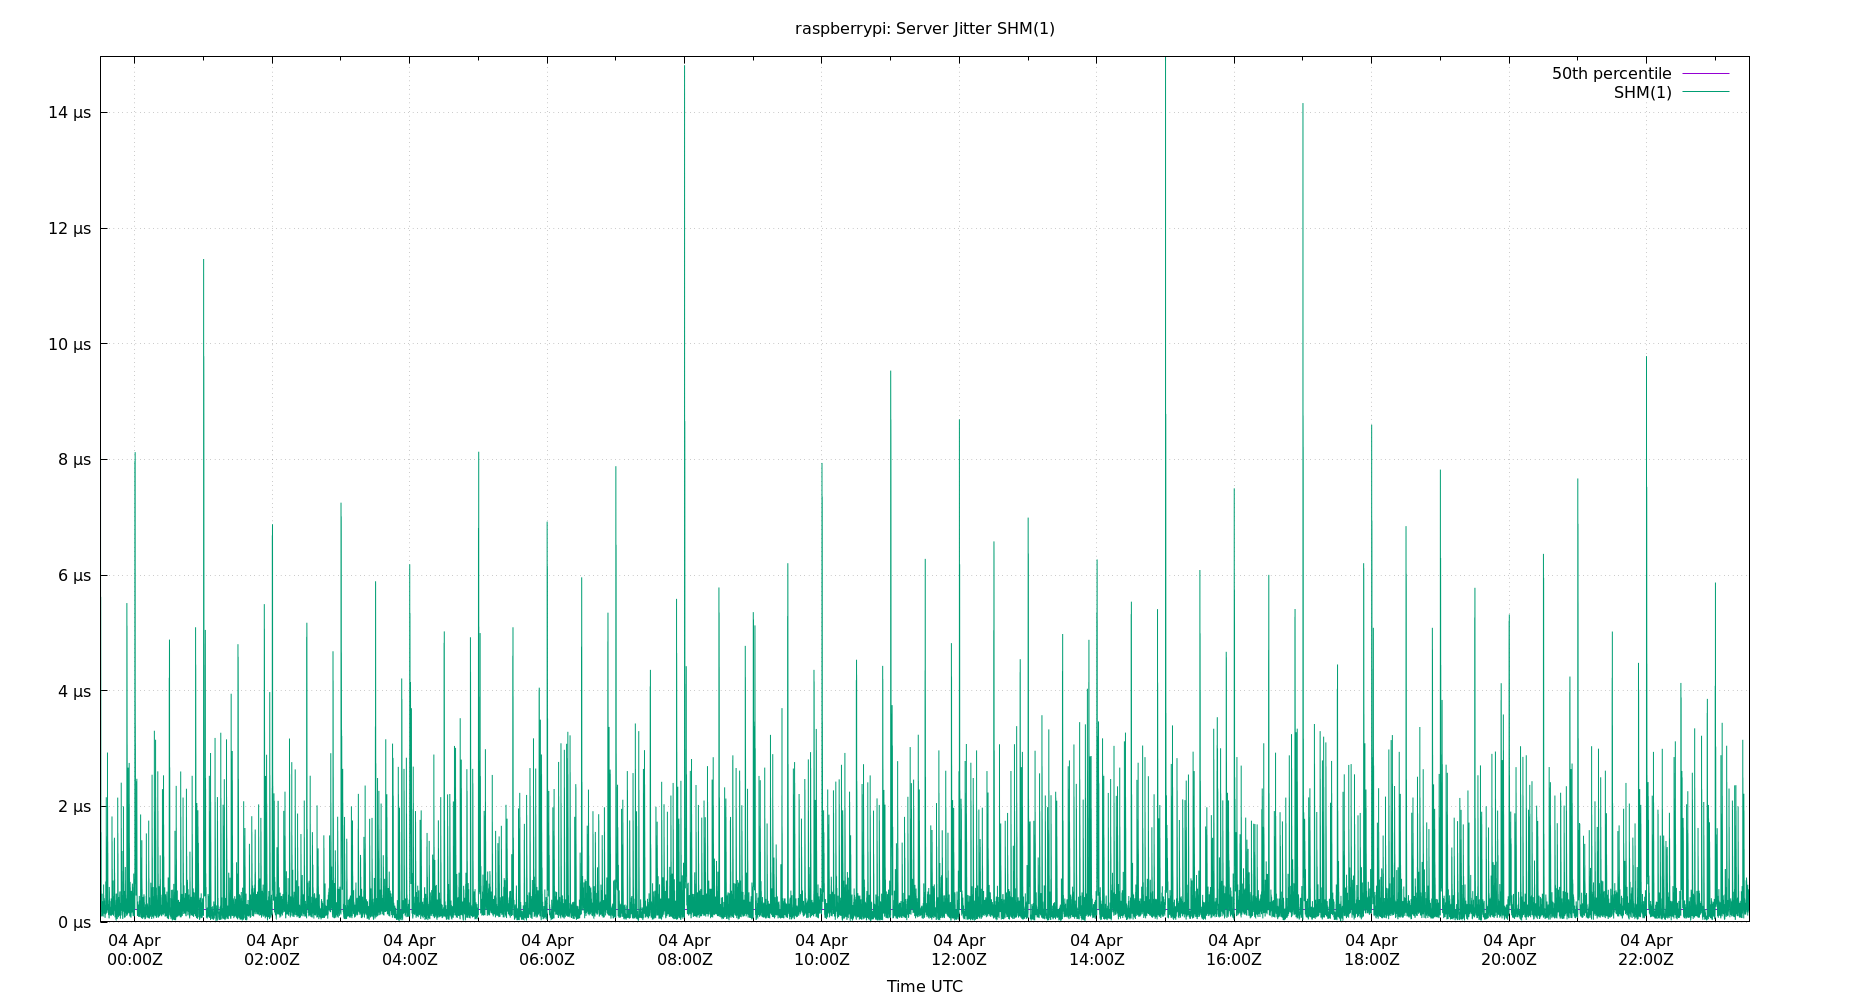 raspberrypi: Server Jitter SHM(1)
50th percentile
SHM(1)
14 µs
12 µs
10 µs
8 µs
6 µs
4 µs
2 µs
0 µs
04 Apr 04 Apr 04 Apr 04 Apr 04 Apr 04 Apr 04 Apr 04 Apr 04 Apr 04 Apr 04 Apr 04 Apr
00:00Z 02:00Z 04:00Z 06:00Z 08:00Z 10:00Z 12:00Z 14:00Z 16:00Z 18:00Z 20:00Z 22:00Z
Time UTC